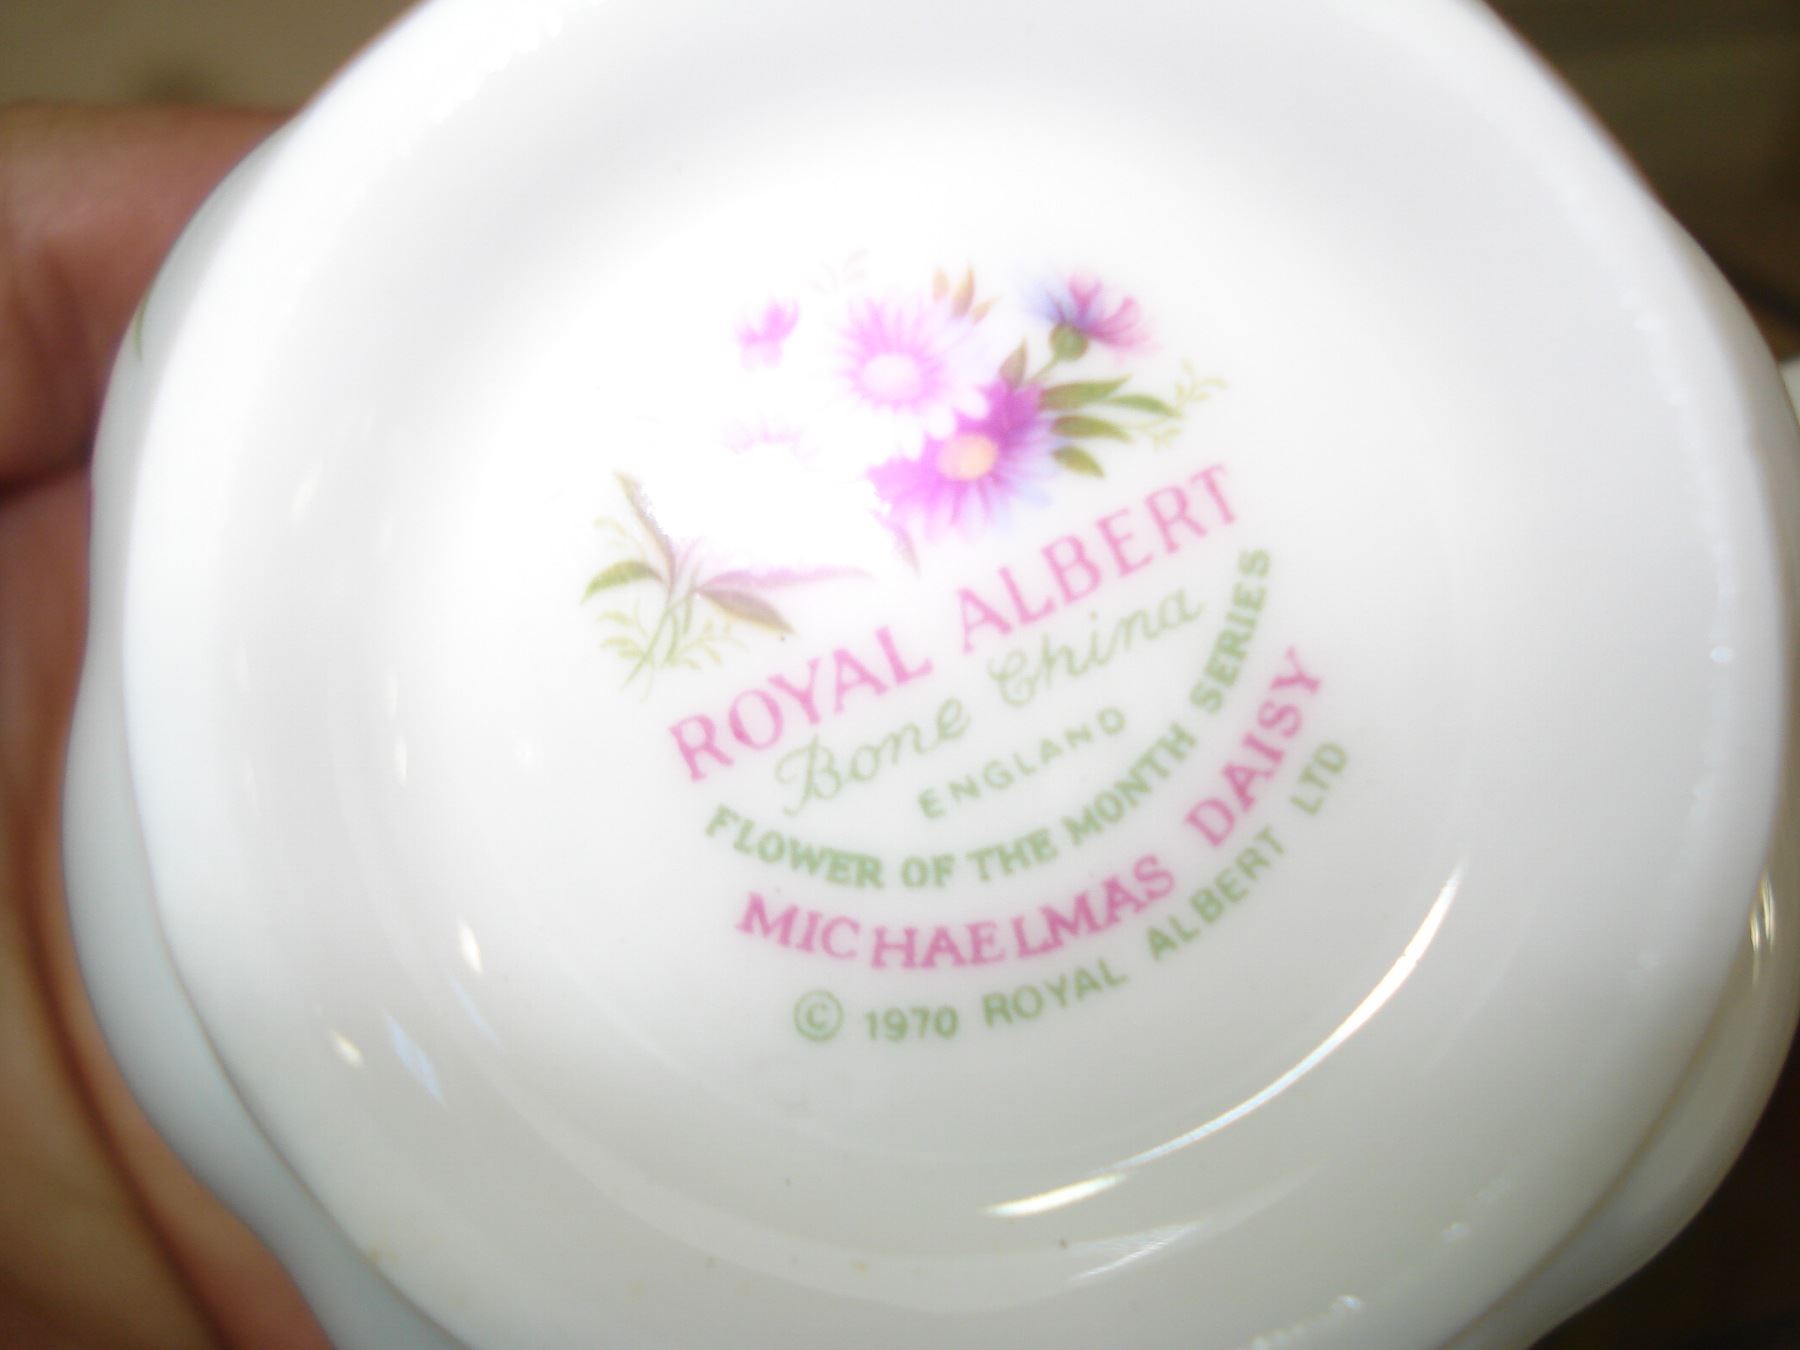 ROYAL ALBERT
Bone China
ENGLAND
FLOWER OF THE MONTH SERIES
MICHAELMAS DAISY
© 1970 ROYAL ALBERT LTD